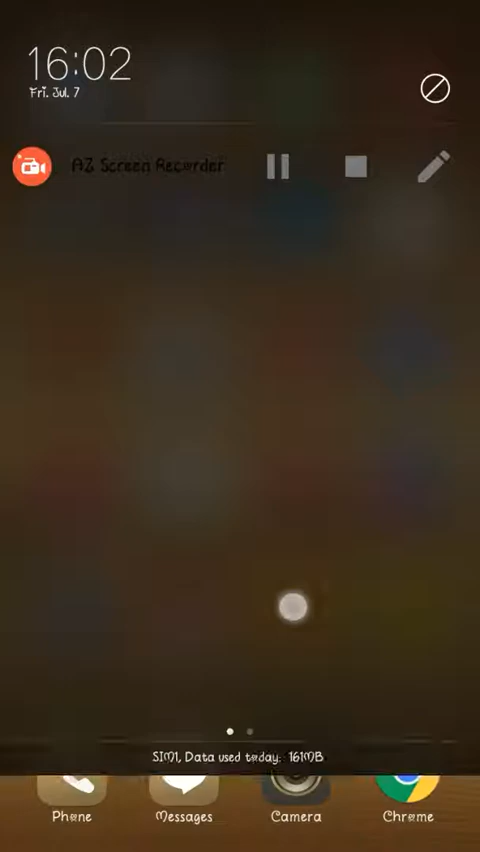 16:02
Fri. Jul. 7
AZ Screen Recorder
SIM1, Data used today: 161MB
Phone
Messages
Camera
Chrome